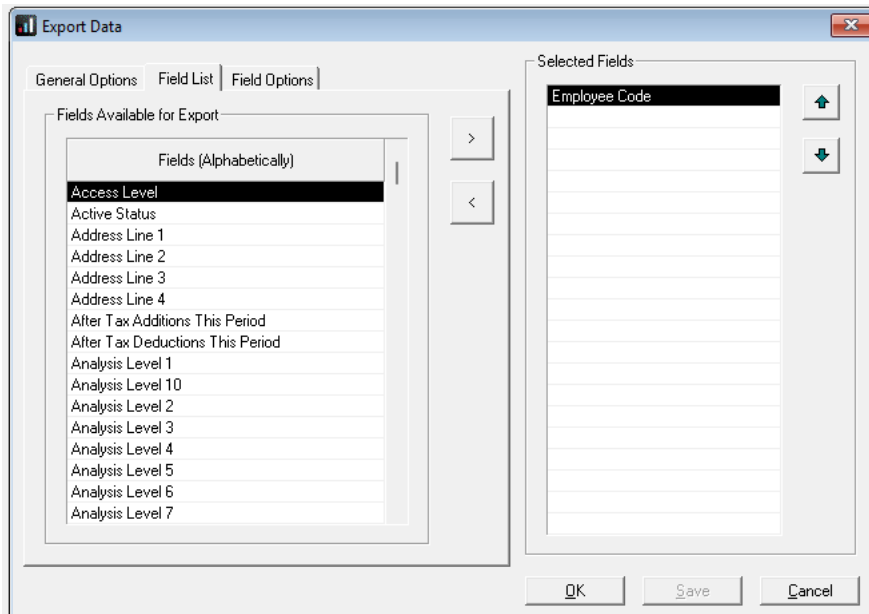 Export Data
General Options
Field List
Field Options
Fields Available for Export
Fields (Alphabetically)
Access Level
Active Status
Address Line 1
Address Line 2
Address Line 3
Address Line 4
After Tax Additions This Period
After Tax Deductions This Period
Analysis Level 1
Analysis Level 10
Analysis Level 2
Analysis Level 3
Analysis Level 4
Analysis Level 5
Analysis Level 6
Analysis Level 7
>
<
Selected Fields
Employee Code
OK
Save
Cancel